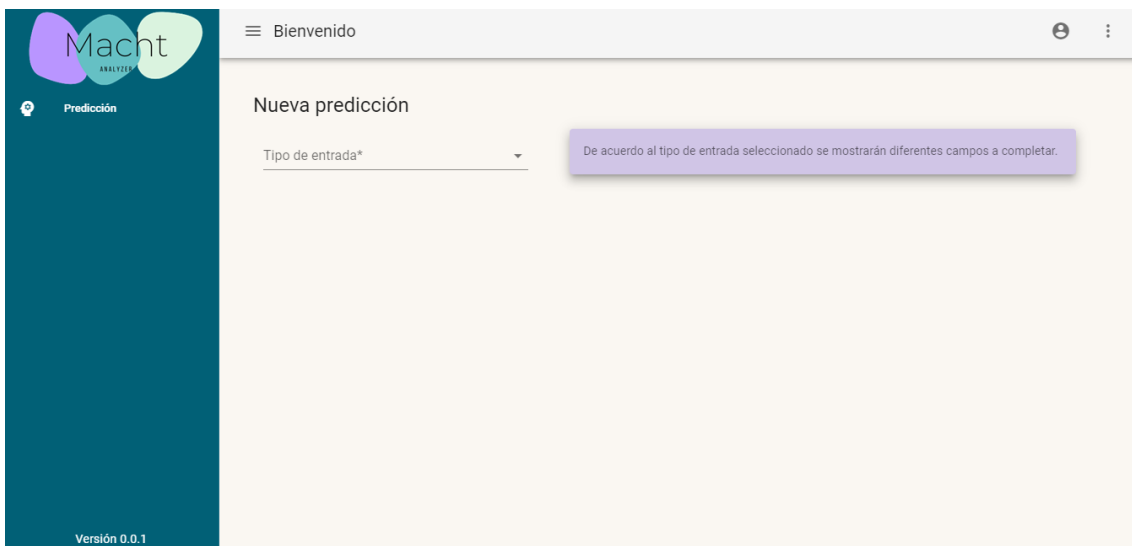 Macht
ANALYZER
Bienvenido
Predicción
Nueva predicción
Tipo de entrada*
De acuerdo al tipo de entrada seleccionado se mostrarán diferentes campos a completar.
Versión 0.0.1